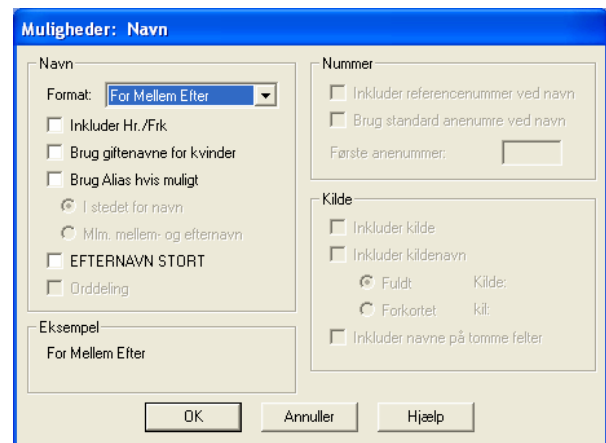 Muligheder: Navn
Navn
Format: For Mellem Efter
Inkluder Hr./Frk
Brug giftenavne for kvinder
Brug Alias hvis muligt
I stedet for navn
Mlm. mellem- og efternavn
EFTERNAVN STORT
Orddeling
Eksempel
For Mellem Efter
Nummer
Inkluder referencenummer ved navn
Brug standard anenumre ved navn
Første anenummer:
Kilde
Inkluder kilde
Inkluder kildenavn
Fuldt Kilde:
Forkortet kil:
Inkluder navne på tomme felter
OK Annuller Hjælp